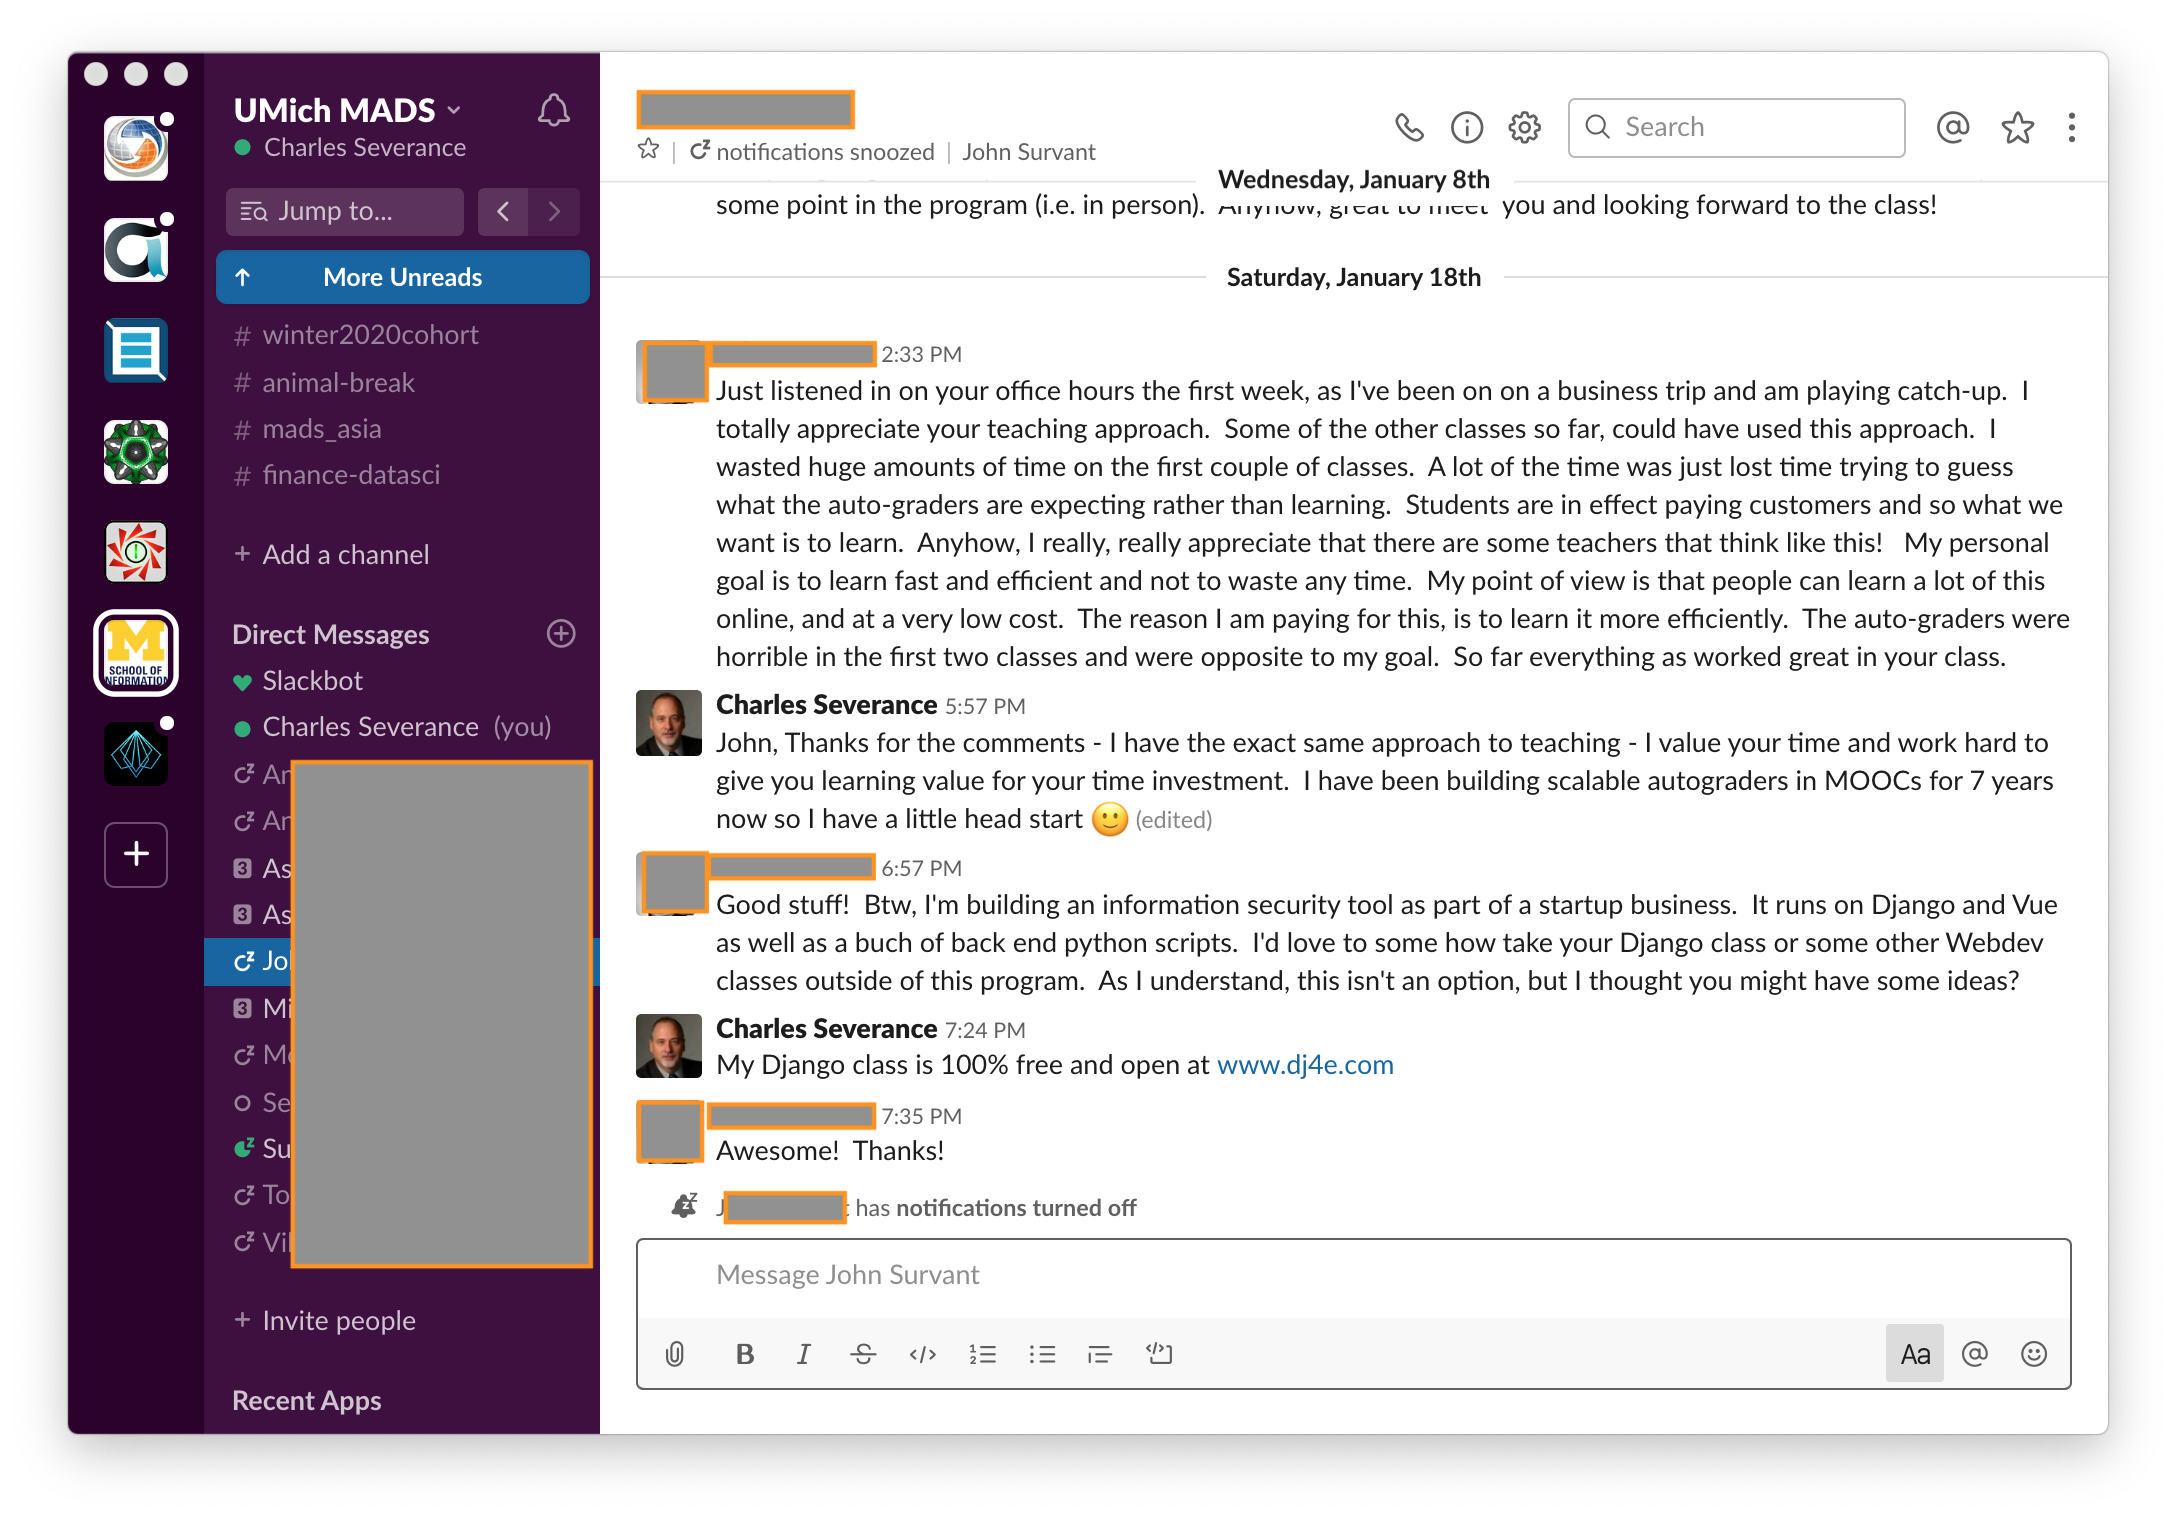 UMich MADS
Charles Severance
Jump to...
More Unreads
# winter2020cohort
# animal-break
# mads_asia
# finance-datasci
+ Add a channel
Direct Messages
Slackbot
Charles Severance (you)
An
An
3 As
3 As
Jo
3 Mi
Se
Su
To
Vi
+ Invite people
Recent Apps
M
SCHOOL OF
notifications snoozed | John Survant
Search
Wednesday, January 8th
some point in the program (i.e. in person). Anyhow, great to meet you and looking forward to the class!
Saturday, January 18th
2:33 PM
Just listened in on your office hours the first week, as I've been on on a business trip and am playing catch-up. I
totally appreciate your teaching approach. Some of the other classes so far, could have used this approach. I
wasted huge amounts of time on the first couple of classes. A lot of the time was just lost time trying to guess
what the auto-graders are expecting rather than learning. Students are in effect paying customers and so what we
want is to learn. Anyhow, I really, really appreciate that there are some teachers that think like this! My personal
goal is to learn fast and efficient and not to waste any time. My point of view is that people can learn a lot of this
online, and at a very low cost. The reason I am paying for this, is to learn it more efficiently. The auto-graders were
horrible in the first two classes and were opposite to my goal. So far everything as worked great in your class.
Charles Severance 5:57 PM
John, Thanks for the comments - I have the exact same approach to teaching - I value your time and work hard to
give you learning value for your time investment. I have been building scalable autograders in MOOCs for 7 years
now so I have a little head start 🙂 (edited)
6:57 PM
Good stuff! Btw, I'm building an information security tool as part of a startup business. It runs on Django and Vue
as well as a buch of back end python scripts. I'd love to some how take your Django class or some other Webdev
classes outside of this program. As I understand, this isn't an option, but I thought you might have some ideas?
Charles Severance 7:24 PM
My Django class is 100% free and open at www.dj4e.com
7:35 PM
Awesome! Thanks!
J t has notifications turned off
Message John Survant
B I S </> Aa @